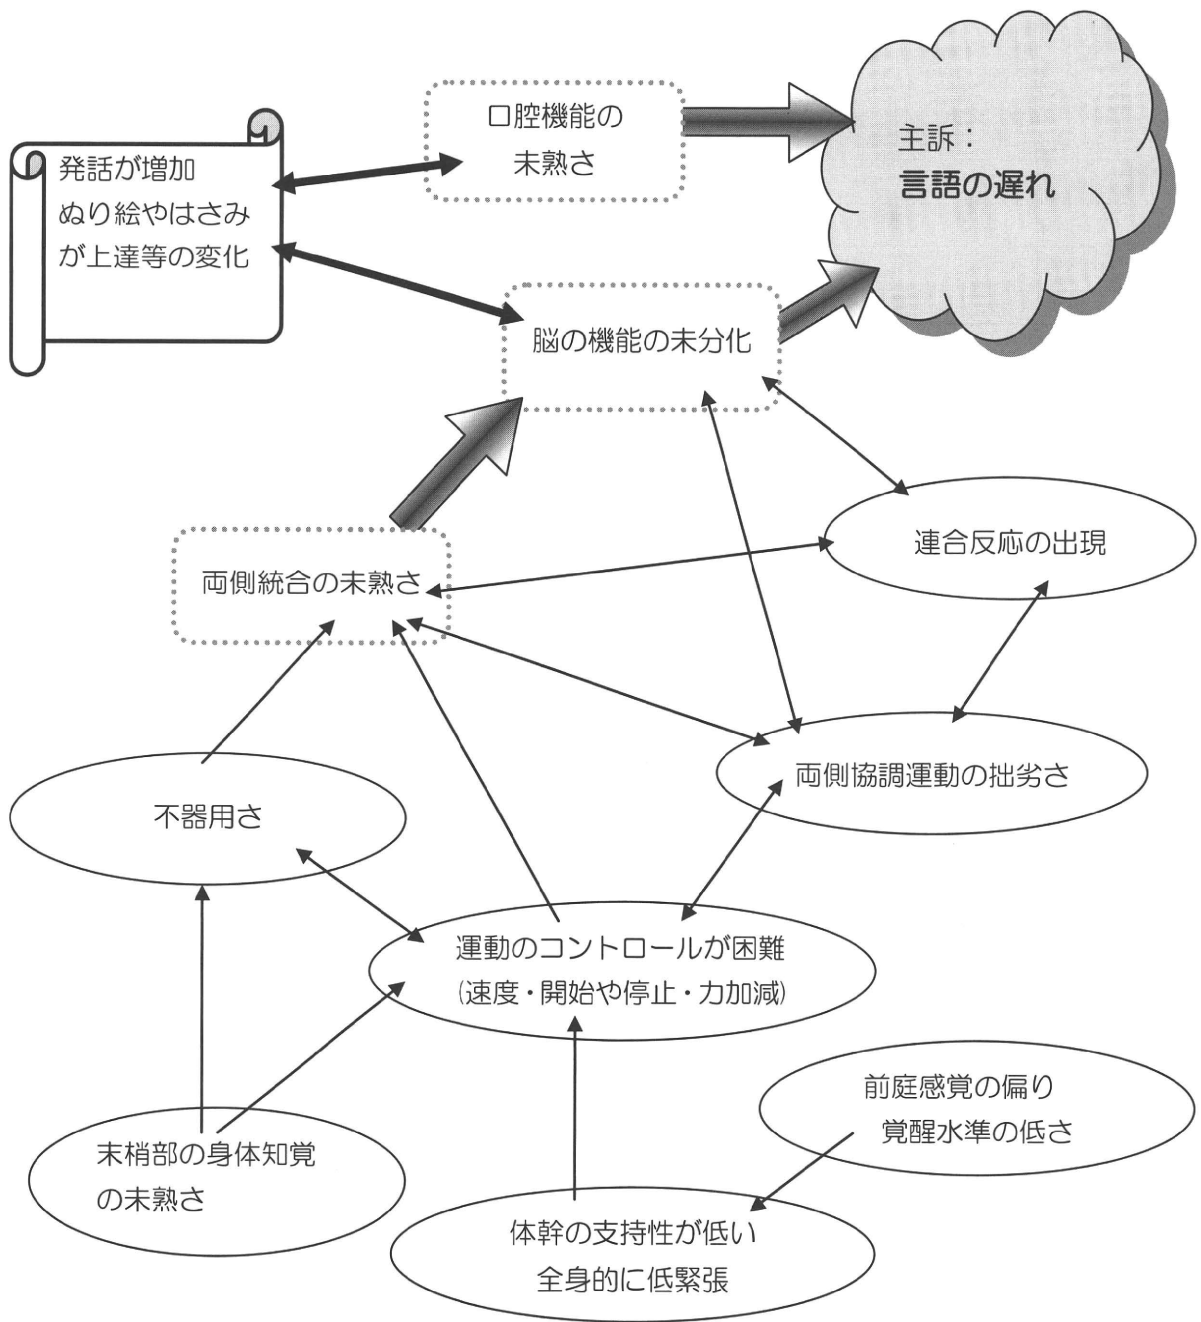 口腔機能の
未熟さ
主訴：
言語の遅れ
発話が増加
ぬり絵やはさみ
が上達等の変化
脳の機能の未分化
連合反応の出現
両側統合の未熟さ
両側協調運動の拙劣さ
不器用さ
運動のコントロールが困難
(速度・開始や停止・力加減)
前庭感覚の偏り
覚醒水準の低さ
末梢部の身体知覚
の未熟さ
体幹の支持性が低い
全身的に低緊張